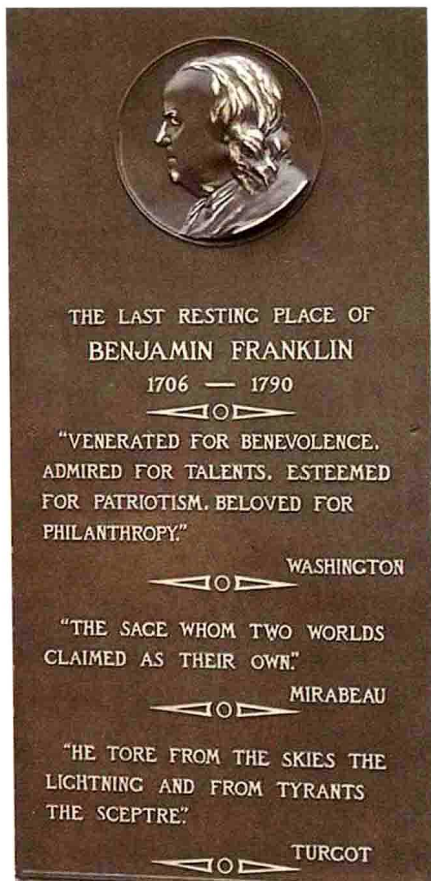 THE LAST RESTING PLACE OF
BENJAMIN FRANKLIN
1706 — 1790
"VENERATED FOR BENEVOLENCE.
ADMIRED FOR TALENTS. ESTEEMED
FOR PATRIOTISM. BELOVED FOR
PHILANTHROPY."
WASHINGTON
"THE SAGE WHOM TWO WORLDS
CLAIMED AS THEIR OWN."
MIRABEAU
"HE TORE FROM THE SKIES THE
LIGHTNING AND FROM TYRANTS
THE SCEPTRE."
TURGOT